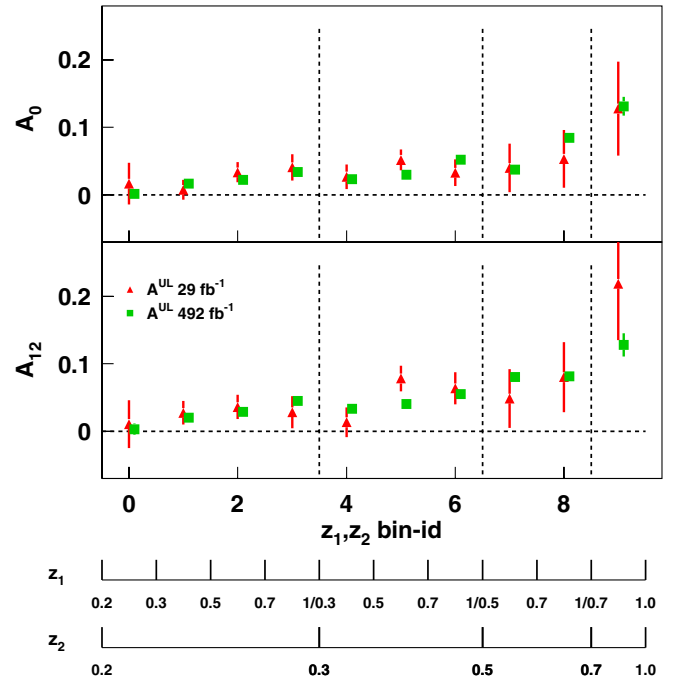 0.2
0.1
0
A0
0.2
0.1
0
A12
A^UL 29 fb^-1
A^UL 492 fb^-1
0 2 4 6 8
z1,z2 bin-id
z1
0.2 0.3 0.5 0.7 1/0.3 0.5 0.7 1/0.5 0.7 1/0.7 1.0
z2
0.2 0.3 0.5 0.7 1.0